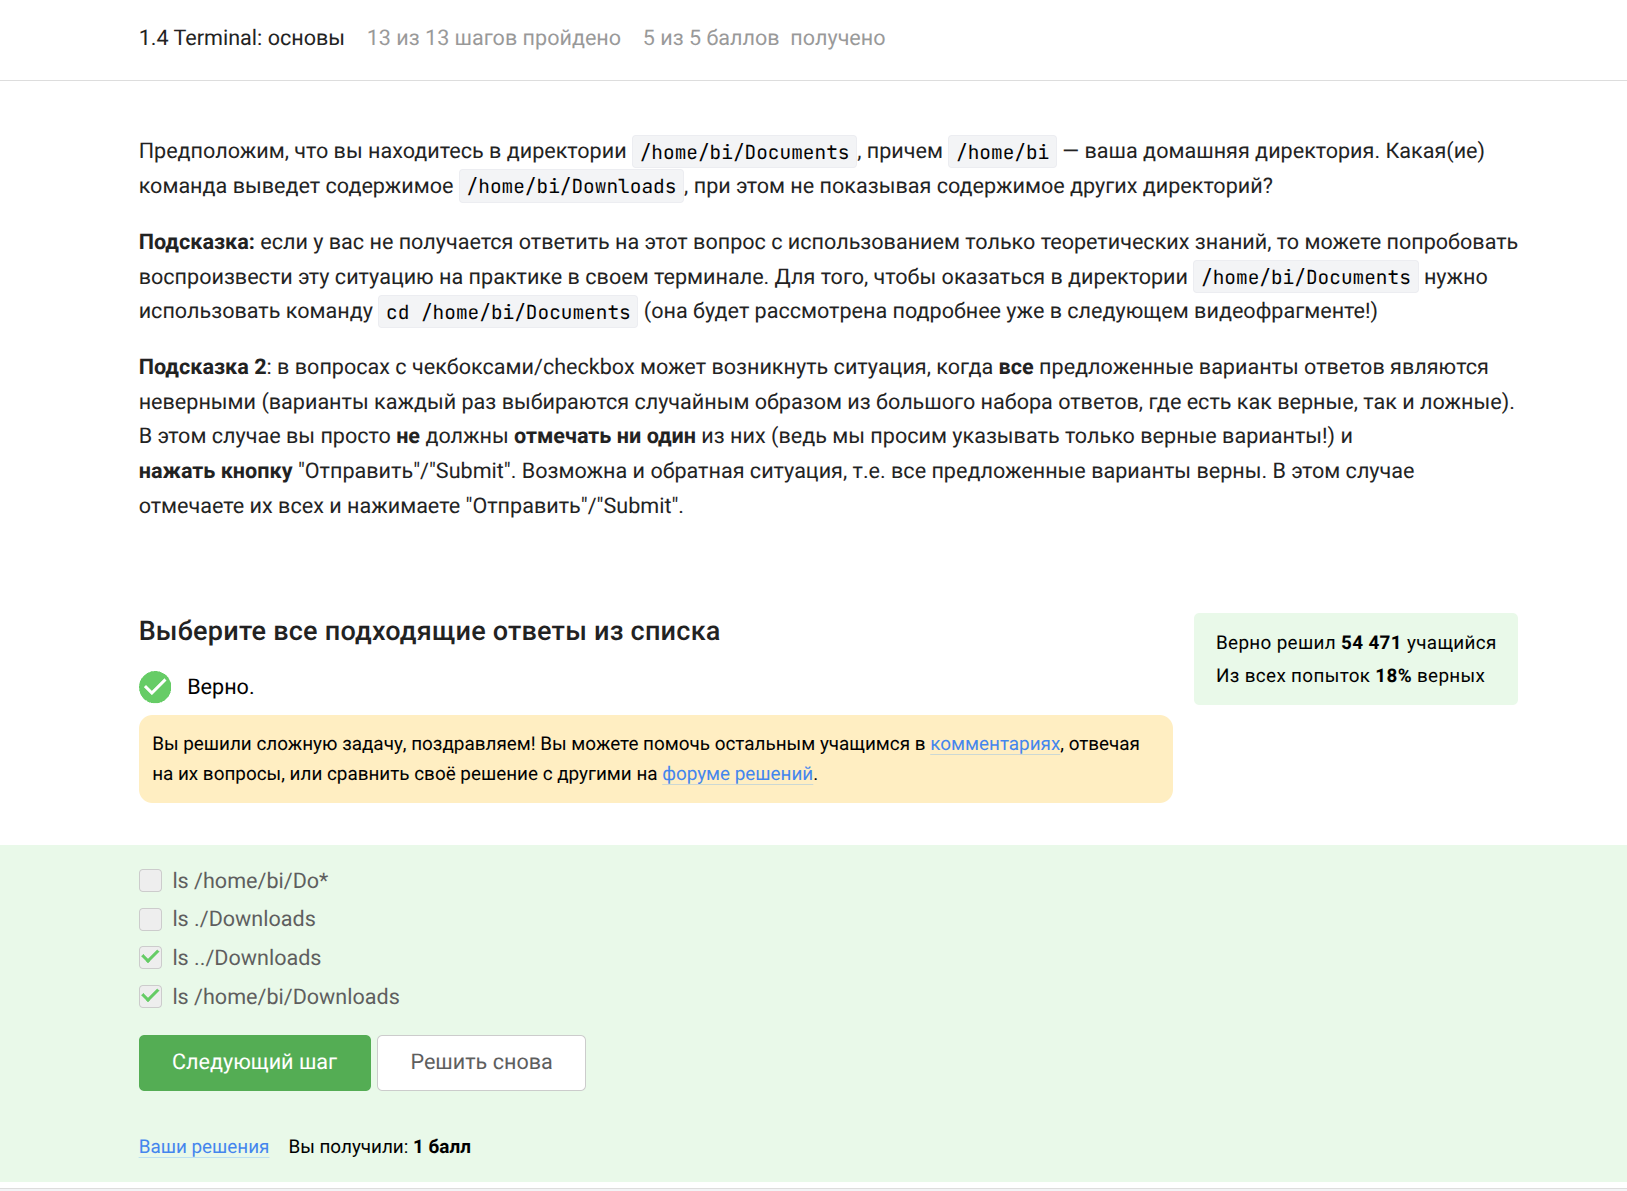 1.4 Terminal: основы 13 из 13 шагов пройдено 5 из 5 баллов получено
Предположим, что вы находитесь в директории /home/bi/Documents, причем /home/bi — ваша домашняя директория. Какая(ие)
команда выведет содержимое /home/bi/Downloads, при этом не показывая содержимое других директорий?
Подсказка: если у вас не получается ответить на этот вопрос с использованием только теоретических знаний, то можете попробовать
воспроизвести эту ситуацию на практике в своем терминале. Для того, чтобы оказаться в директории /home/bi/Documents нужно
использовать команду cd /home/bi/Documents (она будет рассмотрена подробнее уже в следующем видеофрагменте!)
Подсказка 2: в вопросах с чекбоксами/checkbox может возникнуть ситуация, когда все предложенные варианты ответов являются
неверными (варианты каждый раз выбираются случайным образом из большого набора ответов, где есть как верные, так и ложные).
В этом случае вы просто не должны отмечать ни один из них (ведь мы просим указывать только верные варианты!) и
нажать кнопку "Отправить"/"Submit". Возможна и обратная ситуация, т.е. все предложенные варианты верны. В этом случае
отмечаете их всех и нажимаете "Отправить"/"Submit".
Выберите все подходящие ответы из списка
Верно решил 54 471 учащийся
Из всех попыток 18% верных
Верно.
Вы решили сложную задачу, поздравляем! Вы можете помочь остальным учащимся в комментариях, отвечая
на их вопросы, или сравнить своё решение с другими на форуме решений.
ls /home/bi/Do*
ls ./Downloads
ls ../Downloads
ls /home/bi/Downloads
Следующий шаг Решить снова
Ваши решения Вы получили: 1 балл